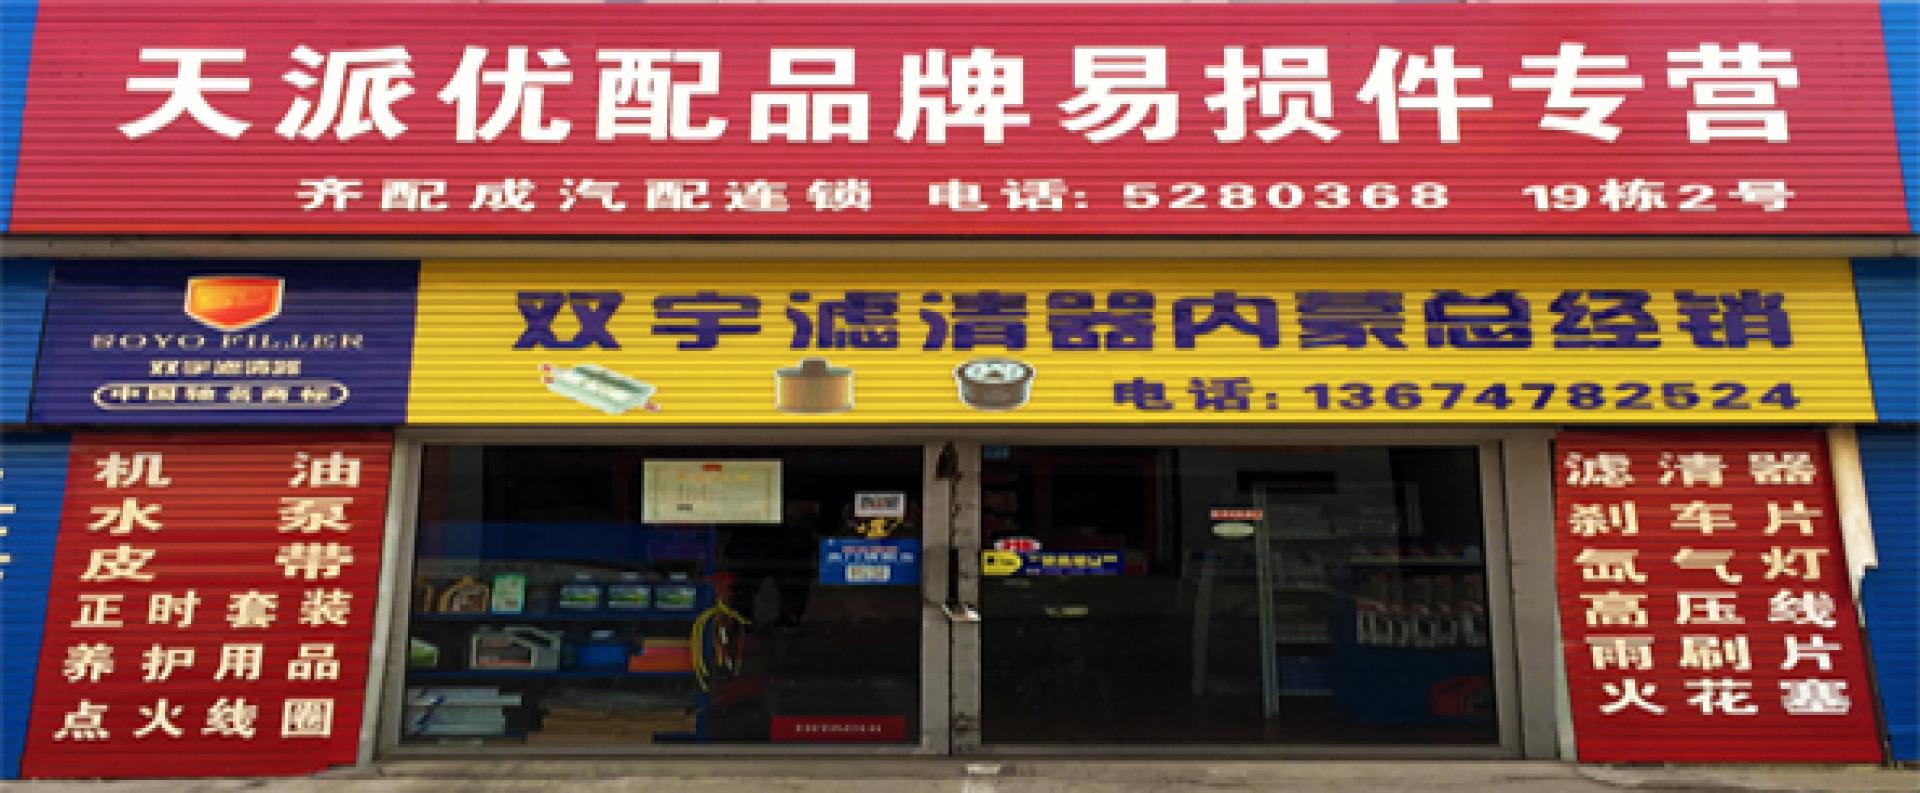 天派优配品牌易损件专营
齐配成汽配连锁 电话: 5280368 19栋2号
SOYO FILLER
双宇滤清器
中国驰名商标
双宇滤清器内蒙总经销
电话: 13674782524
机油
水泵
皮带
正时套装
养护用品
点火线圈
滤清器
刹车片
氙气灯
高压线
雨刷片
火花塞